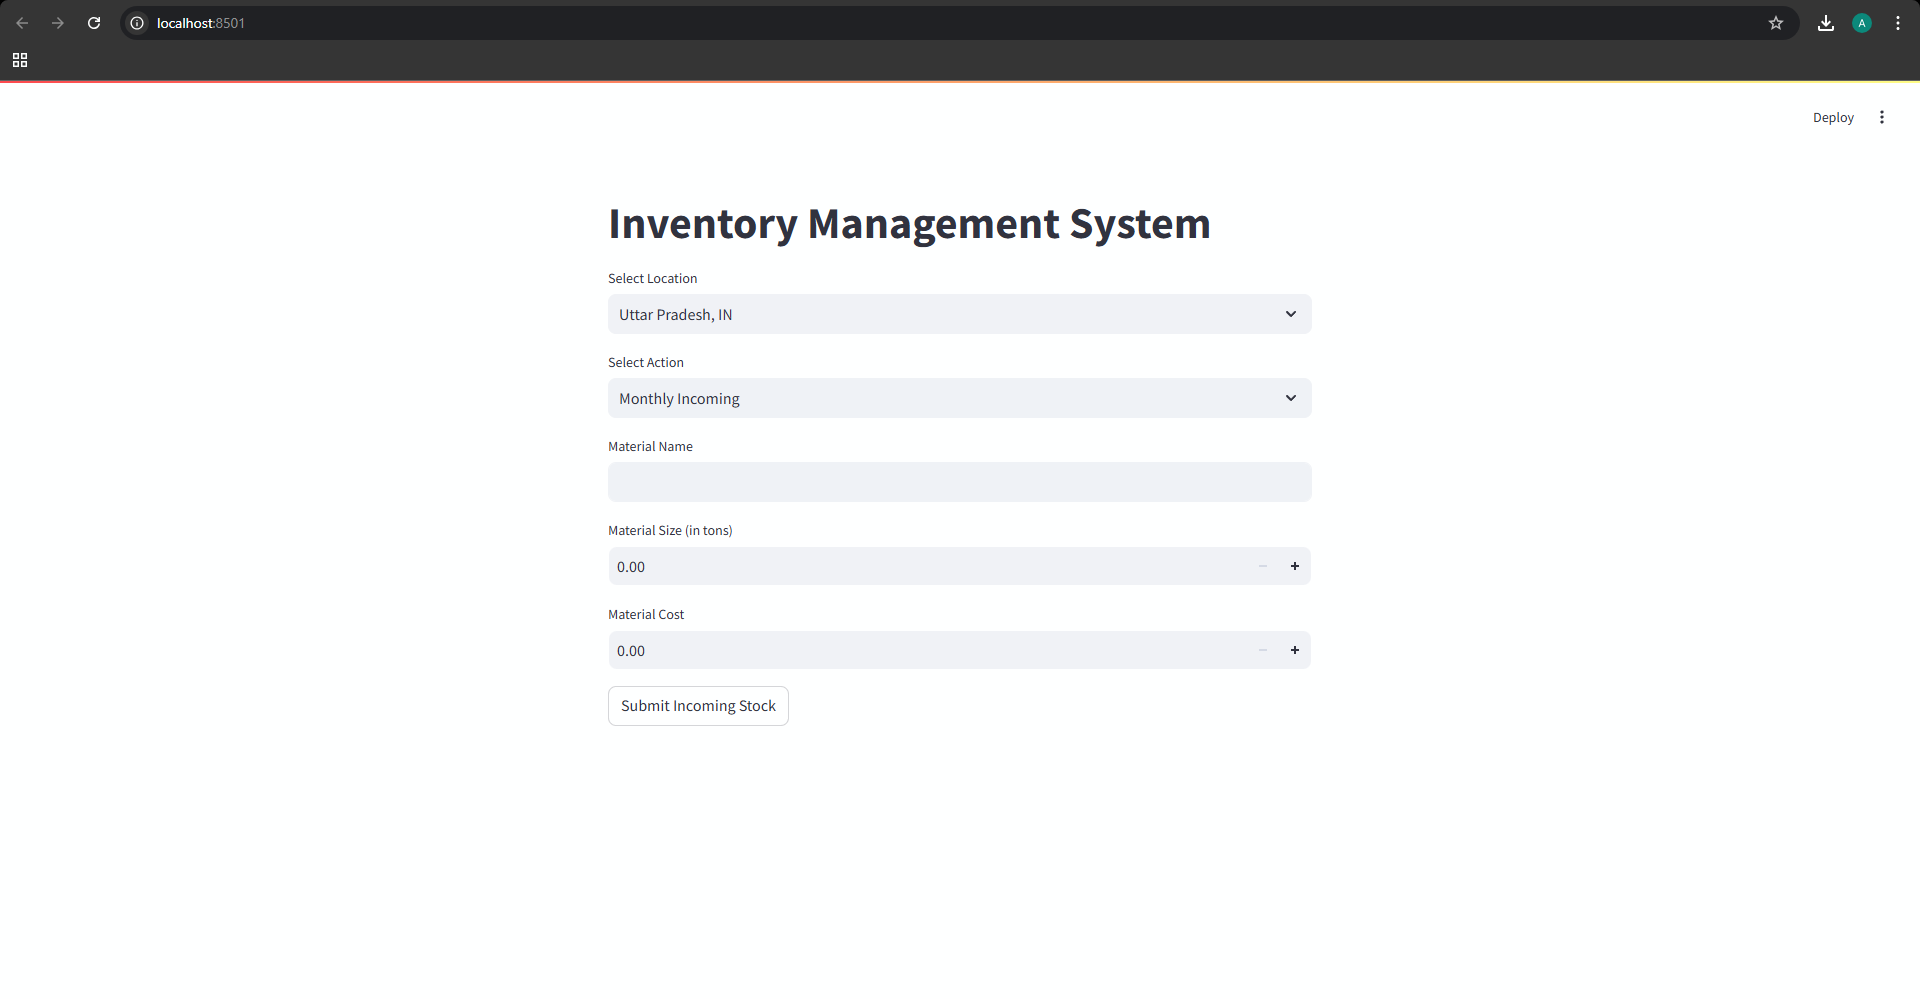 localhost:8501
A
Deploy
Inventory Management System
Select Location
Uttar Pradesh, IN
Select Action
Monthly Incoming
Material Name
Material Size (in tons)
0.00
Material Cost
0.00
Submit Incoming Stock